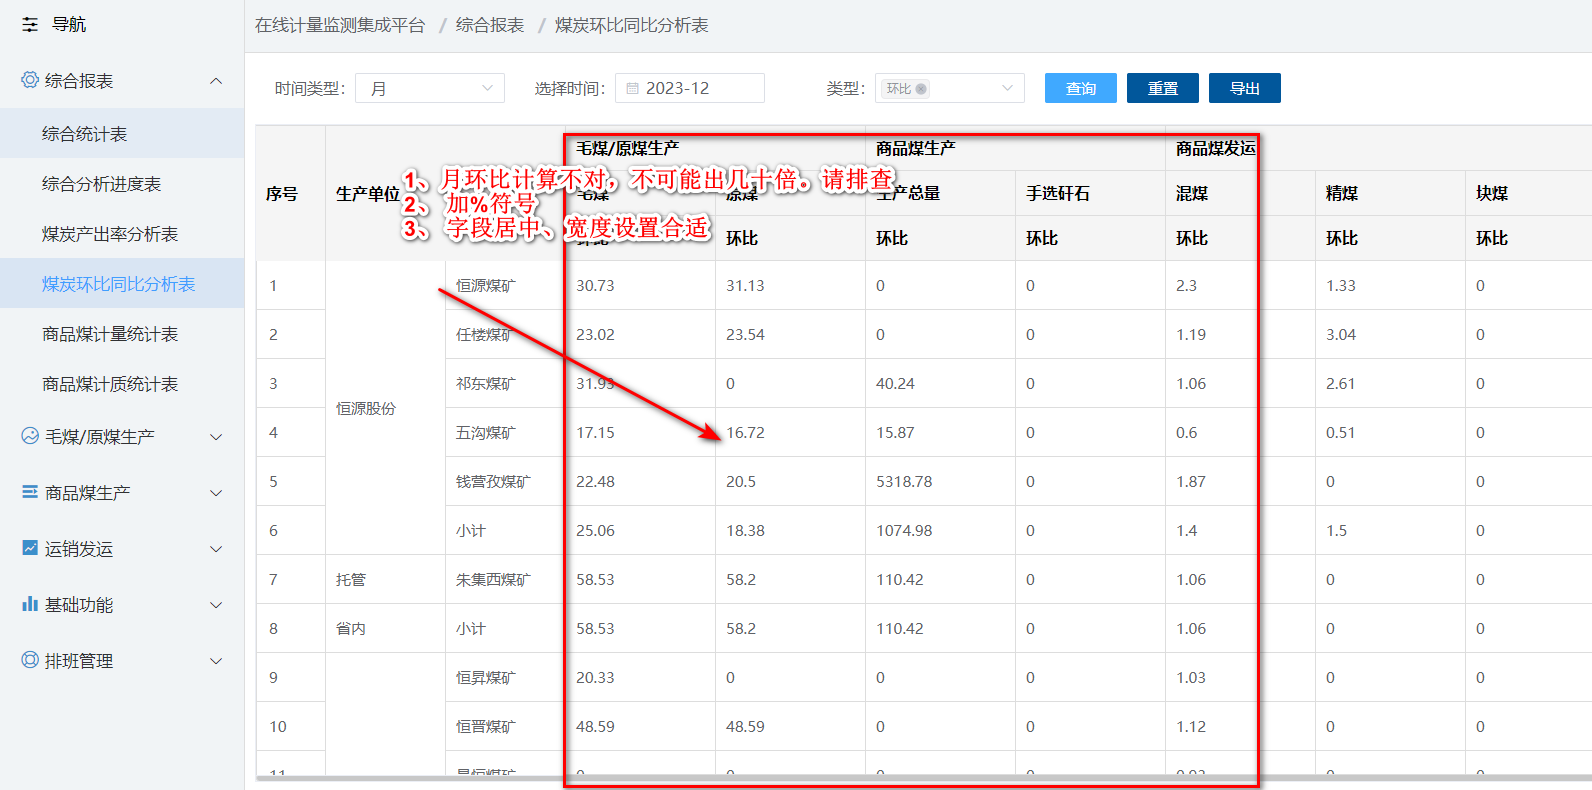 导航
在线计量监测集成平台 / 综合报表 / 煤炭环比同比分析表
综合报表
综合统计表
综合分析进度表
煤炭产出率分析表
煤炭环比同比分析表
商品煤计量统计表
商品煤计质统计表
毛煤/原煤生产
商品煤生产
运销发运
基础功能
排班管理
时间类型: 月 选择时间: 2023-12 类型: 环比 查询 重置 导出
毛煤/原煤生产 商品煤生产 商品煤发运
1、月环比计算不对，不可能出几十倍。请排查
2、 加%符号
3、 字段居中、宽度设置合适
序号 生产单位 毛煤 原煤 生产总量 手选矸石 混煤 精煤 块煤
环比 环比 环比 环比 环比 环比 环比
1 恒源煤矿 30.73 31.13 0 0 2.3 1.33 0
2 任楼煤矿 23.02 23.54 0 0 1.19 3.04 0
3 祁东煤矿 31.93 0 40.24 0 1.06 2.61 0
恒源股份
4 五沟煤矿 17.15 16.72 15.87 0 0.6 0.51 0
5 钱营孜煤矿 22.48 20.5 5318.78 0 1.87 0 0
6 小计 25.06 18.38 1074.98 0 1.4 1.5 0
7 托管 朱集西煤矿 58.53 58.2 110.42 0 1.06 0 0
8 省内 小计 58.53 58.2 110.42 0 1.06 0 0
9 恒昇煤矿 20.33 0 0 0 1.03 0 0
10 恒晋煤矿 48.59 48.59 0 0 1.12 0 0
11 0 0 0 0 0 0